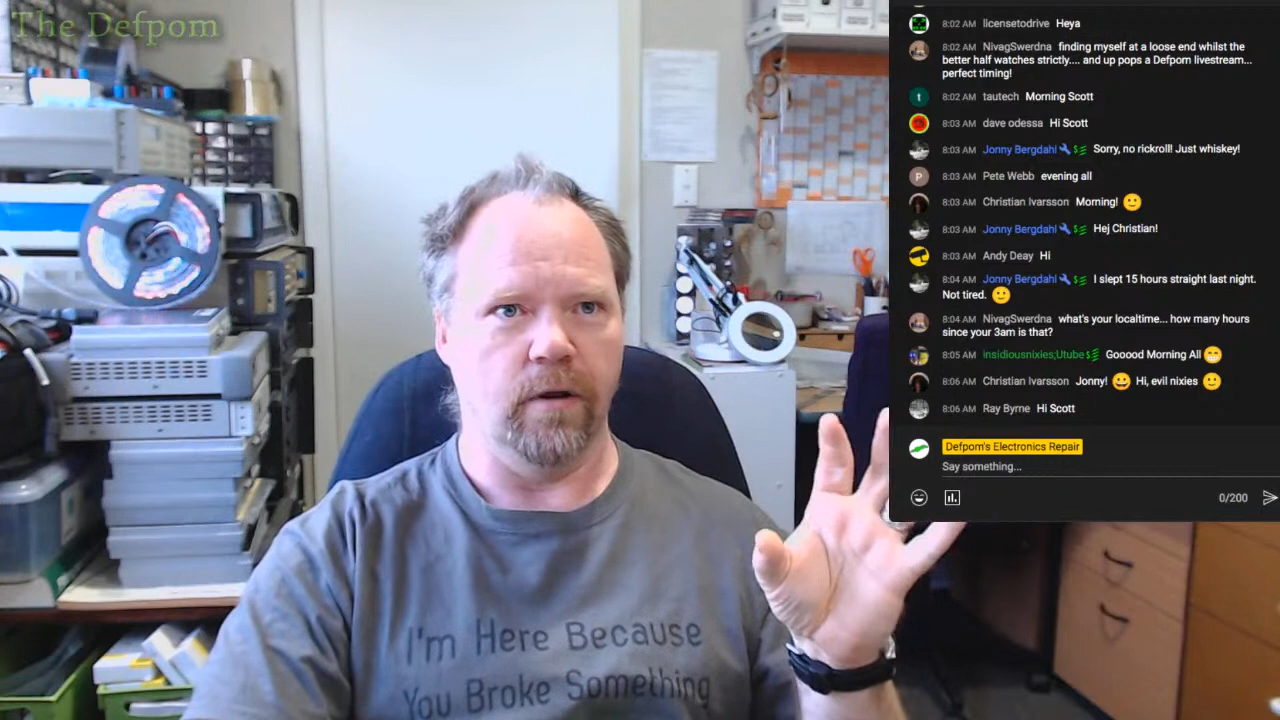 The Defpom
8:02 AM licensetodrive Heya
8:02 AM NivagSwerdna finding myself at a loose end whilst the
better half watches strictly.... and up pops a Defpom livestream...
perfect timing!
t
8:02 AM tautech Morning Scott
8:03 AM dave odessa Hi Scott
8:03 AM Jonny Bergdahl Sorry, no rickroll! Just whiskey!
P
8:03 AM Pete Webb evening all
8:03 AM Christian Ivarsson Morning! 🙂
8:03 AM Jonny Bergdahl Hej Christian!
8:03 AM Andy Deay Hi
8:04 AM Jonny Bergdahl I slept 15 hours straight last night.
Not tired. 🙂
8:04 AM NivagSwerdna what's your localtime... how many hours
since your 3am is that?
8:05 AM insidiousnixies;Utube Gooood Morning All 😁
8:06 AM Christian Ivarsson Jonny! 😀 Hi, evil nixies 🙂
8:06 AM Ray Byrne Hi Scott
Defpom's Electronics Repair
Say something...
0/200
I'm Here Because
You Broke Something